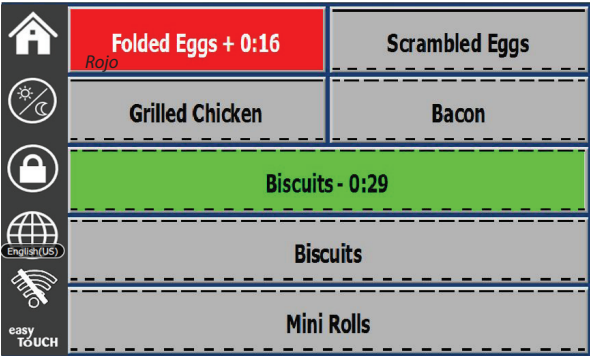 Folded Eggs + 0:16
Rojo
Scrambled Eggs
Grilled Chicken
Bacon
Biscuits - 0:29
English(US)
Biscuits
Mini Rolls
easy
TOUCH